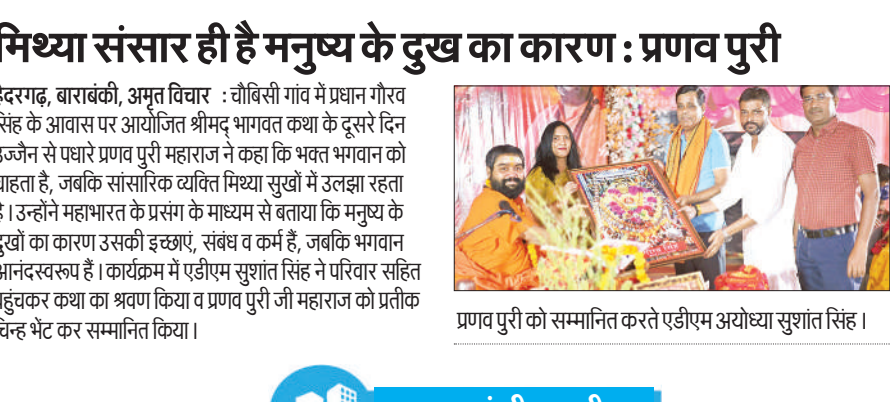 मिथ्या संसार ही है मनुष्य के दुख का कारण : प्रणव पुरी
हैदरगढ़, बाराबंकी, अमृत विचार : चौबिसी गांव में प्रधान गौरव
सिंह के आवास पर आयोजित श्रीमद् भागवत कथा के दूसरे दिन
उज्जैन से पधारे प्रणव पुरी महाराज ने कहा कि भक्त भगवान को
चाहता है, जबकि सांसारिक व्यक्ति मिथ्या सुखों में उलझा रहता
है। उन्होंने महाभारत के प्रसंग के माध्यम से बताया कि मनुष्य के
दुखों का कारण उसकी इच्छाएं, संबंध व कर्म हैं, जबकि भगवान
आनंदस्वरूप हैं। कार्यक्रम में एडीएम सुशांत सिंह ने परिवार सहित
पहुंचकर कथा का श्रवण किया व प्रणव पुरी जी महाराज को प्रतीक
चिन्ह भेंट कर सम्मानित किया।
प्रणव पुरी को सम्मानित करते एडीएम अयोध्या सुशांत सिंह।